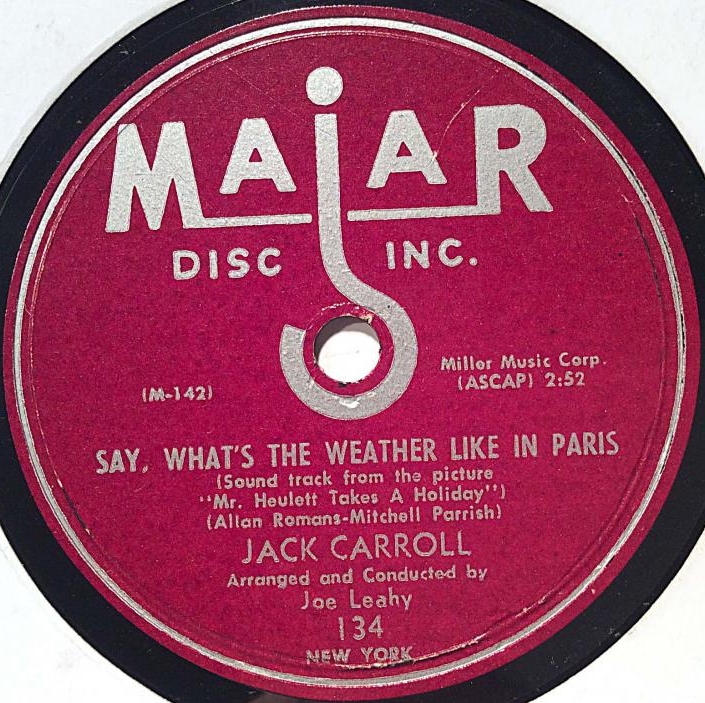 MAJAR
DISC INC.
Miller Music Corp.
(M-142) (ASCAP) 2:52
SAY, WHAT'S THE WEATHER LIKE IN PARIS
(Sound track from the picture
"Mr. Heulett Takes A Holiday")
(Allan Romans-Mitchell Parrish)
JACK CARROLL
Arranged and Conducted by
Joe Leahy
134
NEW YORK